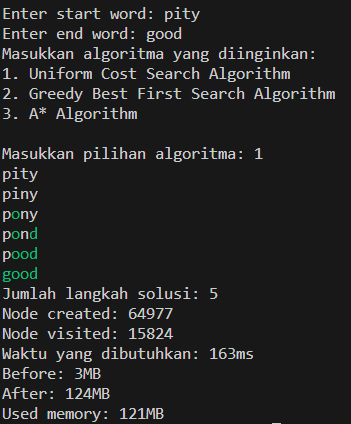 Enter start word: pity
Enter end word: good
Masukkan algoritma yang diinginkan:
1. Uniform Cost Search Algorithm
2. Greedy Best First Search Algorithm
3. A* Algorithm

Masukkan pilihan algoritma: 1
pity
piny
pony
pond
pood
good
Jumlah langkah solusi: 5
Node created: 64977
Node visited: 15824
Waktu yang dibutuhkan: 163ms
Before: 3MB
After: 124MB
Used memory: 121MB